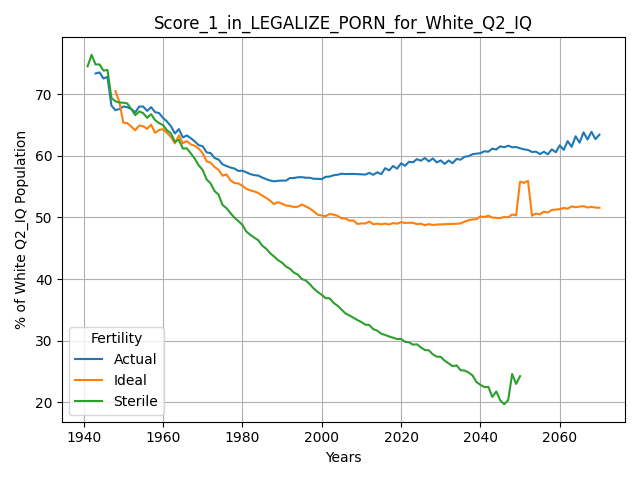 Score_1_in_LEGALIZE_PORN_for_White_Q2_IQ
% of White Q2_IQ Population
70
60
50
40
30
20
Fertility
Actual
Ideal
Sterile
1940
1960
1980
2000
2020
2040
2060
Years